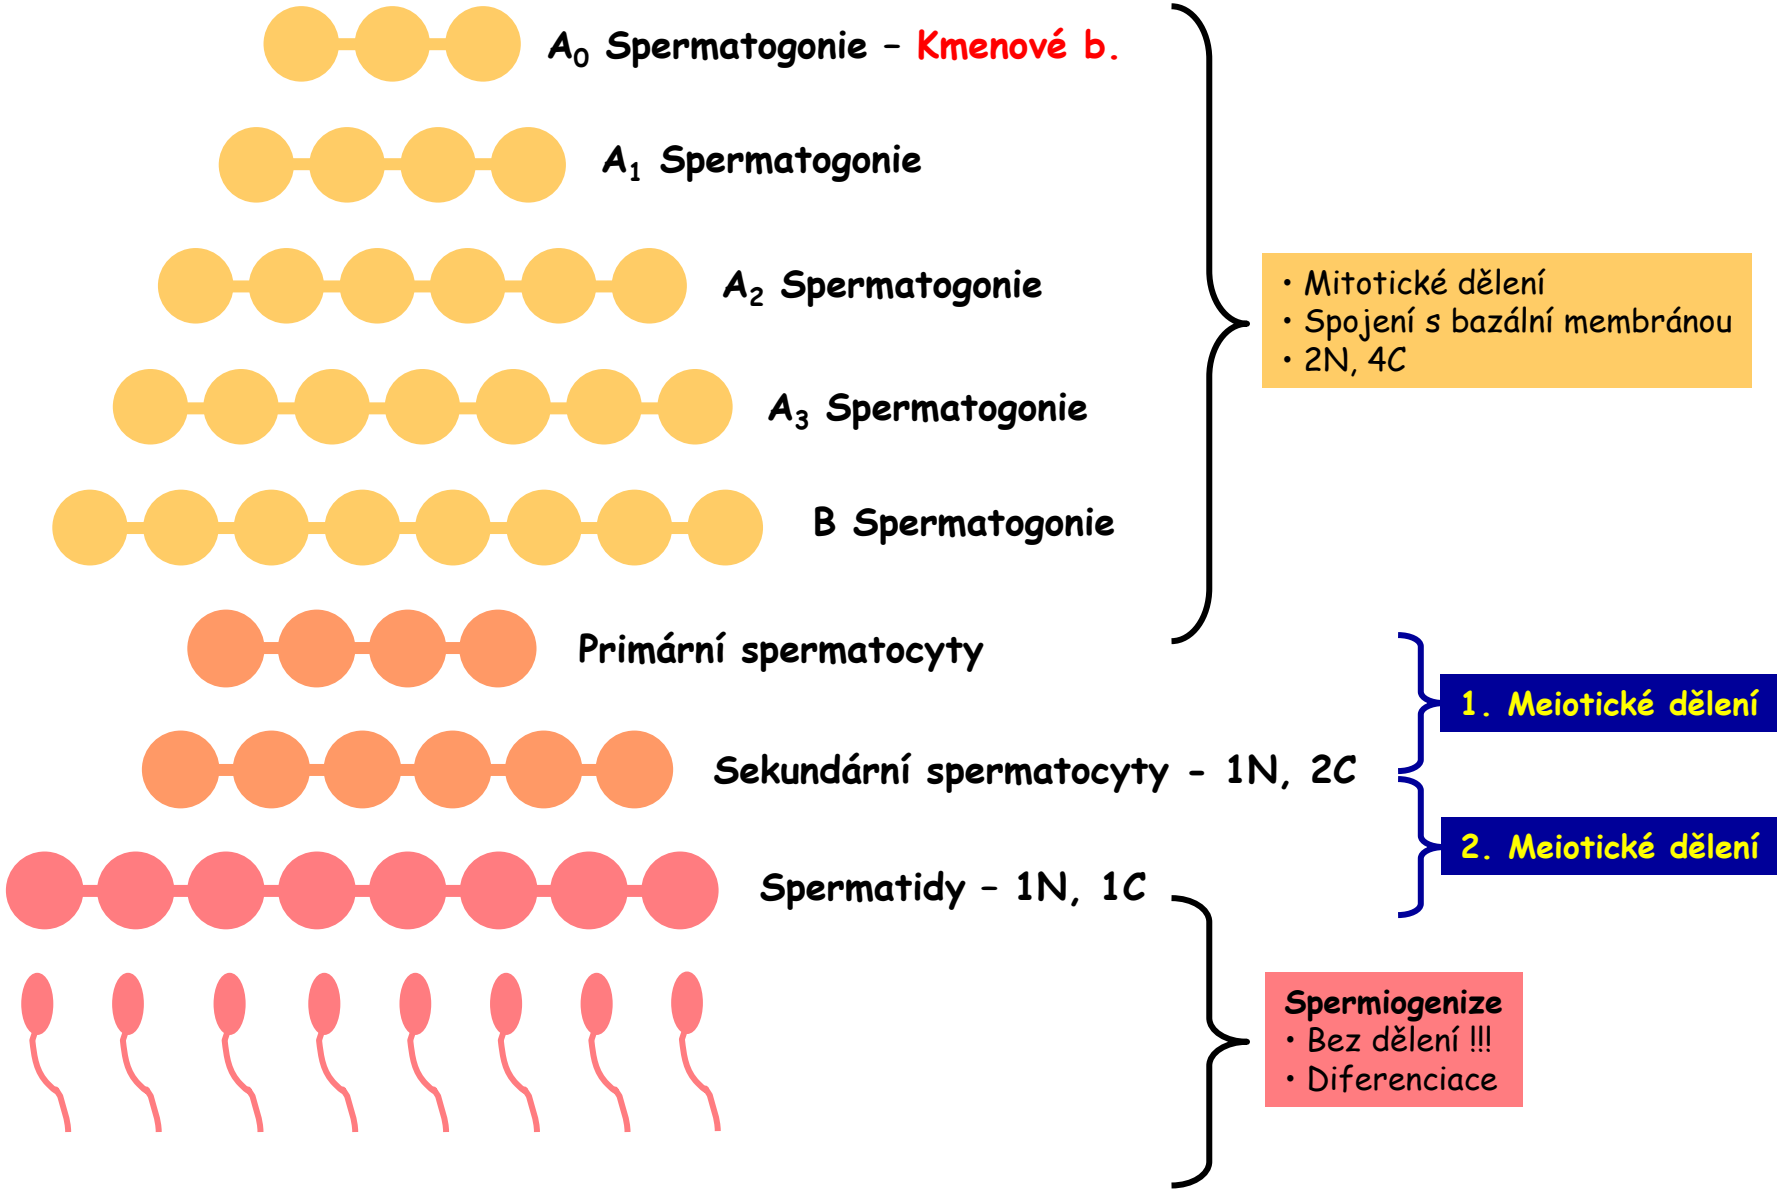 A₀ Spermatogonie – Kmenové b.
A₁ Spermatogonie
A₂ Spermatogonie
• Mitotické dělení
• Spojení s bazální membránou
• 2N, 4C
A₃ Spermatogonie
B Spermatogonie
Primární spermatocyty
1. Meiotické dělení
Sekundární spermatocyty - 1N, 2C
2. Meiotické dělení
Spermatidy – 1N, 1C
Spermiogenize
• Bez dělení !!!
• Diferenciace